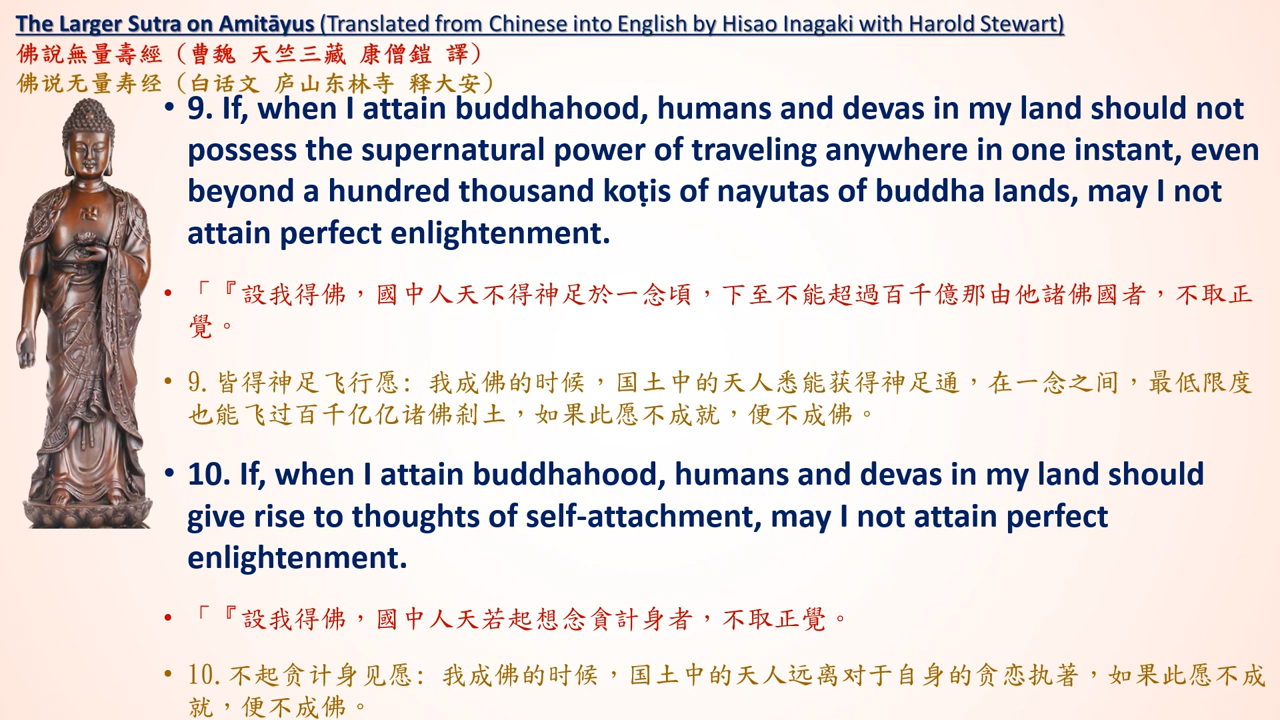 The Larger Sutra on Amitāyus (Translated from Chinese into English by Hisao Inagaki with Harold Stewart)
佛說無量壽經（曹魏 天竺三藏 康僧鎧 譯）
佛说无量寿经（白话文 庐山东林寺 释大安）
• 9. If, when I attain buddhahood, humans and devas in my land should not
possess the supernatural power of traveling anywhere in one instant, even
beyond a hundred thousand koṭis of nayutas of buddha lands, may I not
attain perfect enlightenment.
• 「『設我得佛，國中人天不得神足於一念頃，下至不能超過百千億那由他諸佛國者，不取正
覺。
• 9. 皆得神足飞行愿: 我成佛的时候，国土中的天人悉能获得神足通，在一念之间，最低限度
也能飞过百千亿亿诸佛刹土，如果此愿不成就，便不成佛。
• 10. If, when I attain buddhahood, humans and devas in my land should
give rise to thoughts of self-attachment, may I not attain perfect
enlightenment.
• 「『設我得佛，國中人天若起想念貪計身者，不取正覺。
• 10. 不起贪计身见愿: 我成佛的时候，国土中的天人远离对于自身的贪恋执著，如果此愿不成
就，便不成佛。